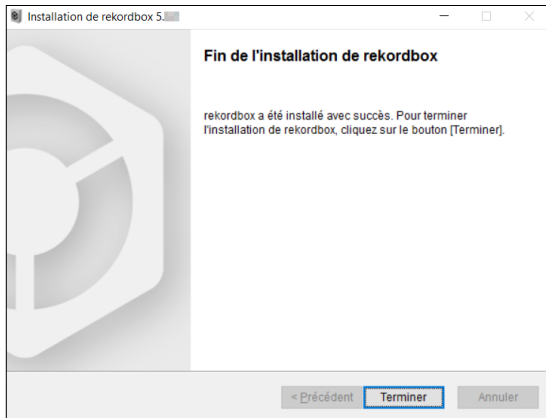 Installation de rekordbox 5.
Fin de l'installation de rekordbox
rekordbox a été installé avec succès. Pour terminer
l'installation de rekordbox, cliquez sur le bouton [Terminer].
< Précédent Terminer Annuler